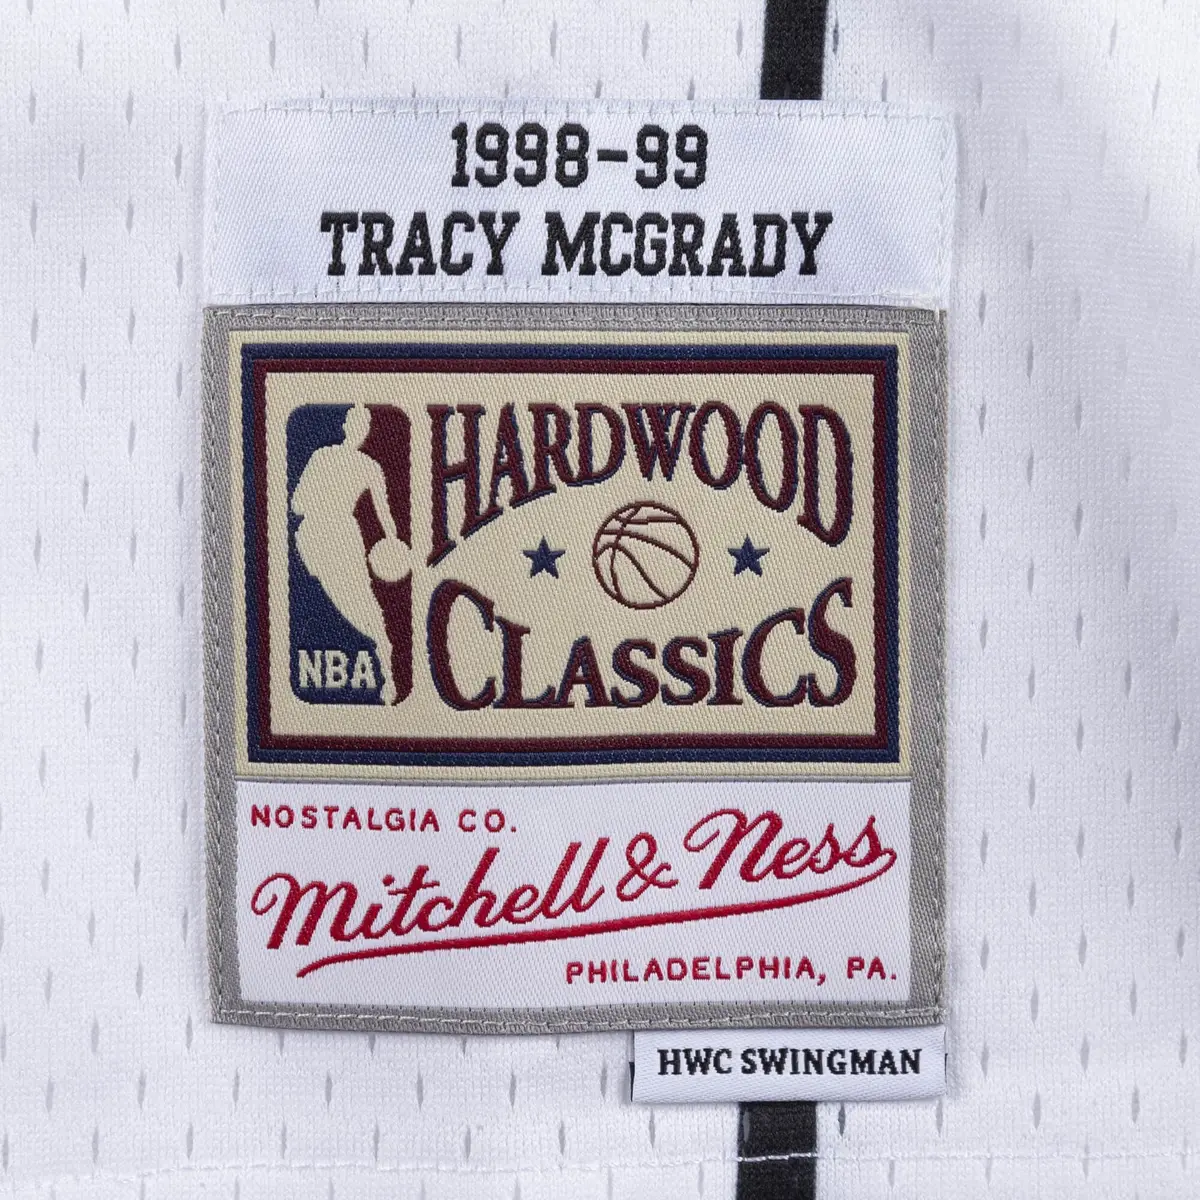 1998-99
TRACY MCGRADY
HARDWOOD
CLASSICS
NBA
NOSTALGIA CO.
Mitchell & Ness
PHILADELPHIA, PA.
HWC SWINGMAN